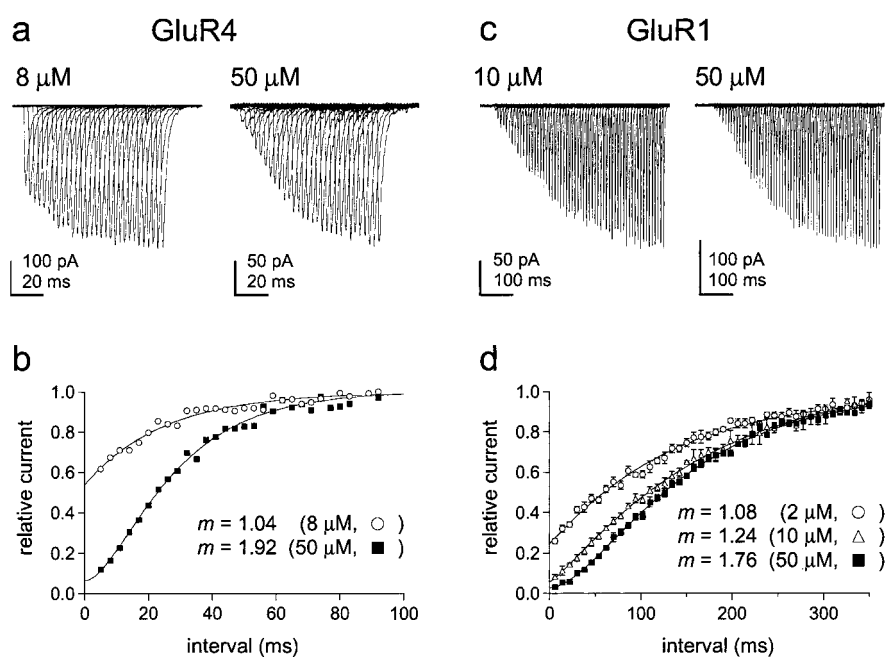 a GluR4
8 µM 50 µM
100 pA
20 ms
50 pA
20 ms
c GluR1
10 µM 50 µM
50 pA
100 ms
100 pA
100 ms
b
relative current
1.0
0.8
0.6
0.4
0.2
0.0
m = 1.04 (8 µM, )
m = 1.92 (50 µM, )
0 20 40 60 80 100
interval (ms)
d
relative current
1.0
0.8
0.6
0.4
0.2
0.0
m = 1.08 (2 µM, )
m = 1.24 (10 µM, )
m = 1.76 (50 µM, )
0 100 200 300
interval (ms)